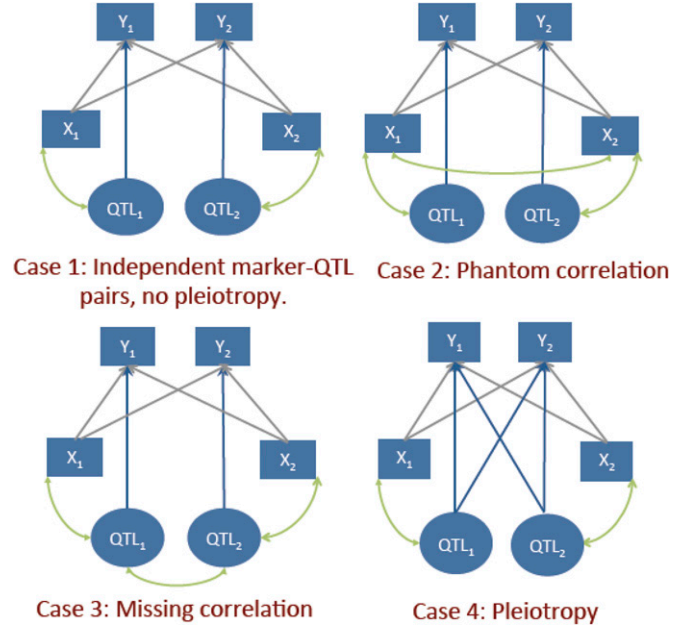 Y₁ Y₂ Y₁ Y₂
X₁ X₂ X₁ X₂
QTL₁ QTL₂ QTL₁ QTL₂
Case 1: Independent marker-QTL pairs, no pleiotropy.
Case 2: Phantom correlation
Y₁ Y₂ Y₁ Y₂
X₁ X₂ X₁ X₂
QTL₁ QTL₂ QTL₁ QTL₂
Case 3: Missing correlation
Case 4: Pleiotropy